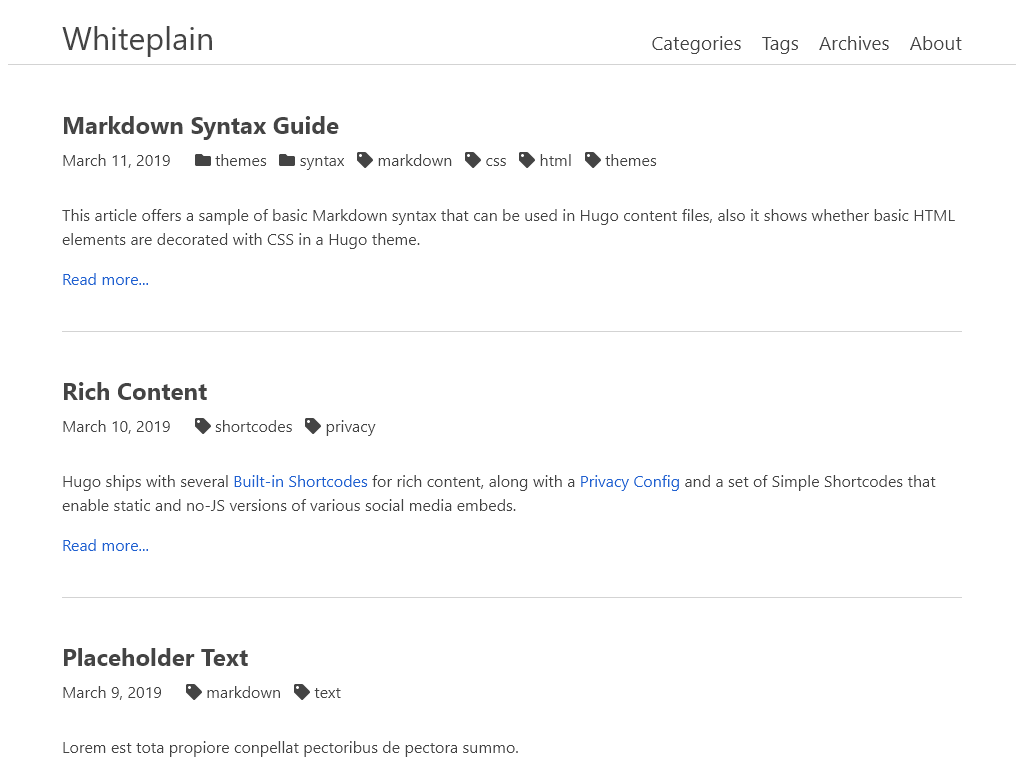 Whiteplain
Categories Tags Archives About
Markdown Syntax Guide
March 11, 2019 themes syntax markdown css html themes
This article offers a sample of basic Markdown syntax that can be used in Hugo content files, also it shows whether basic HTML
elements are decorated with CSS in a Hugo theme.
Read more...
Rich Content
March 10, 2019 shortcodes privacy
Hugo ships with several Built-in Shortcodes for rich content, along with a Privacy Config and a set of Simple Shortcodes that
enable static and no-JS versions of various social media embeds.
Read more...
Placeholder Text
March 9, 2019 markdown text
Lorem est tota propiore conpellat pectoribus de pectora summo.